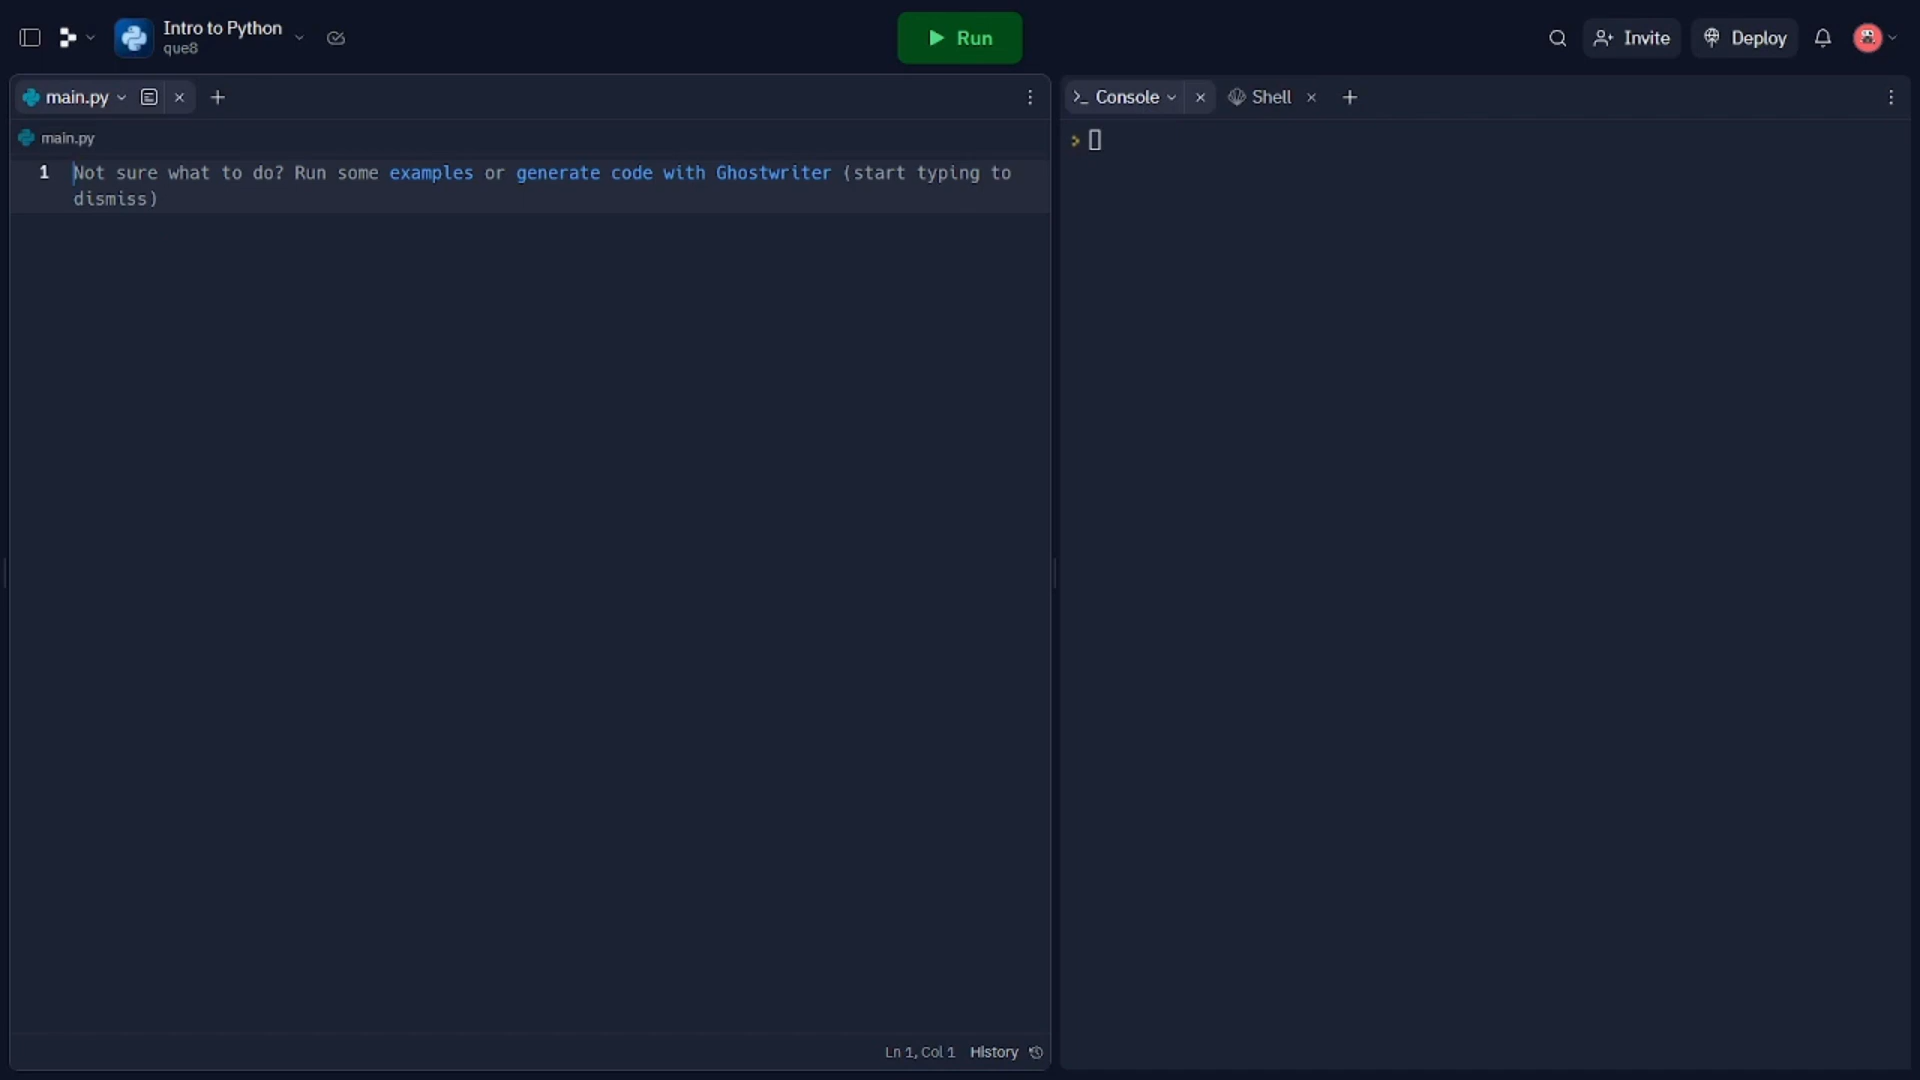 Intro to Python
que8
Run
Invite
Deploy
main.py
Console
Shell
main.py
1 Not sure what to do? Run some examples or generate code with Ghostwriter (start typing to
dismiss)
Ln 1, Col 1 History